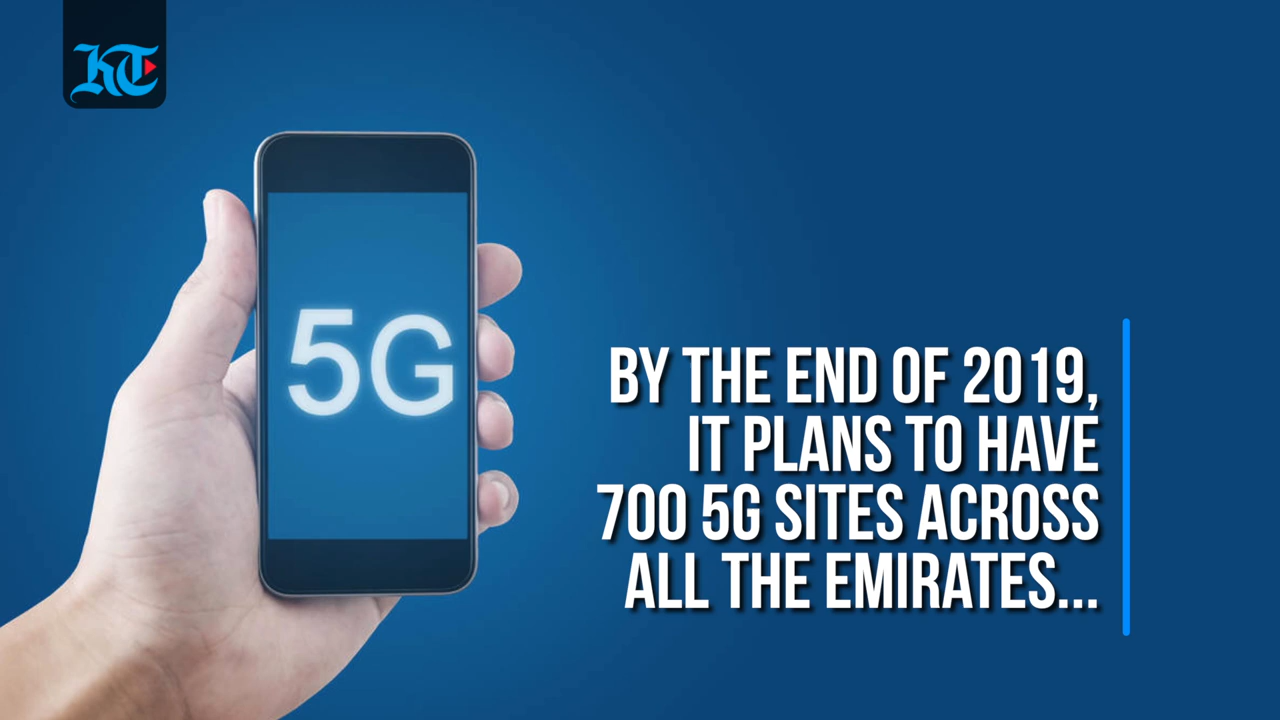 KT
5G
BY THE END OF 2019,
IT PLANS TO HAVE
700 5G SITES ACROSS
ALL THE EMIRATES...